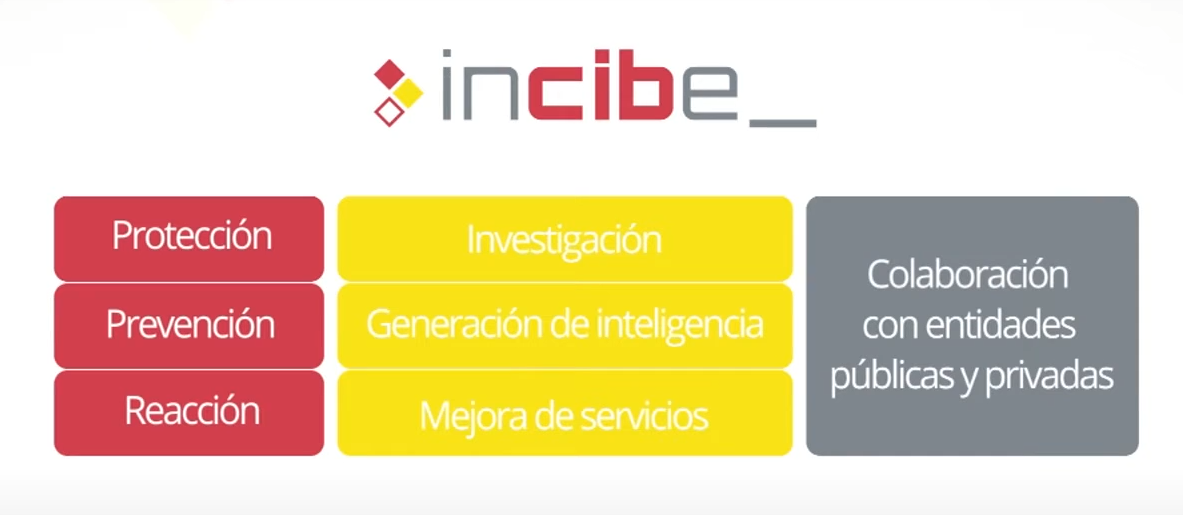 incibe_
Protección
Prevención
Reacción
Investigación
Generación de inteligencia
Mejora de servicios
Colaboración
con entidades
públicas y privadas